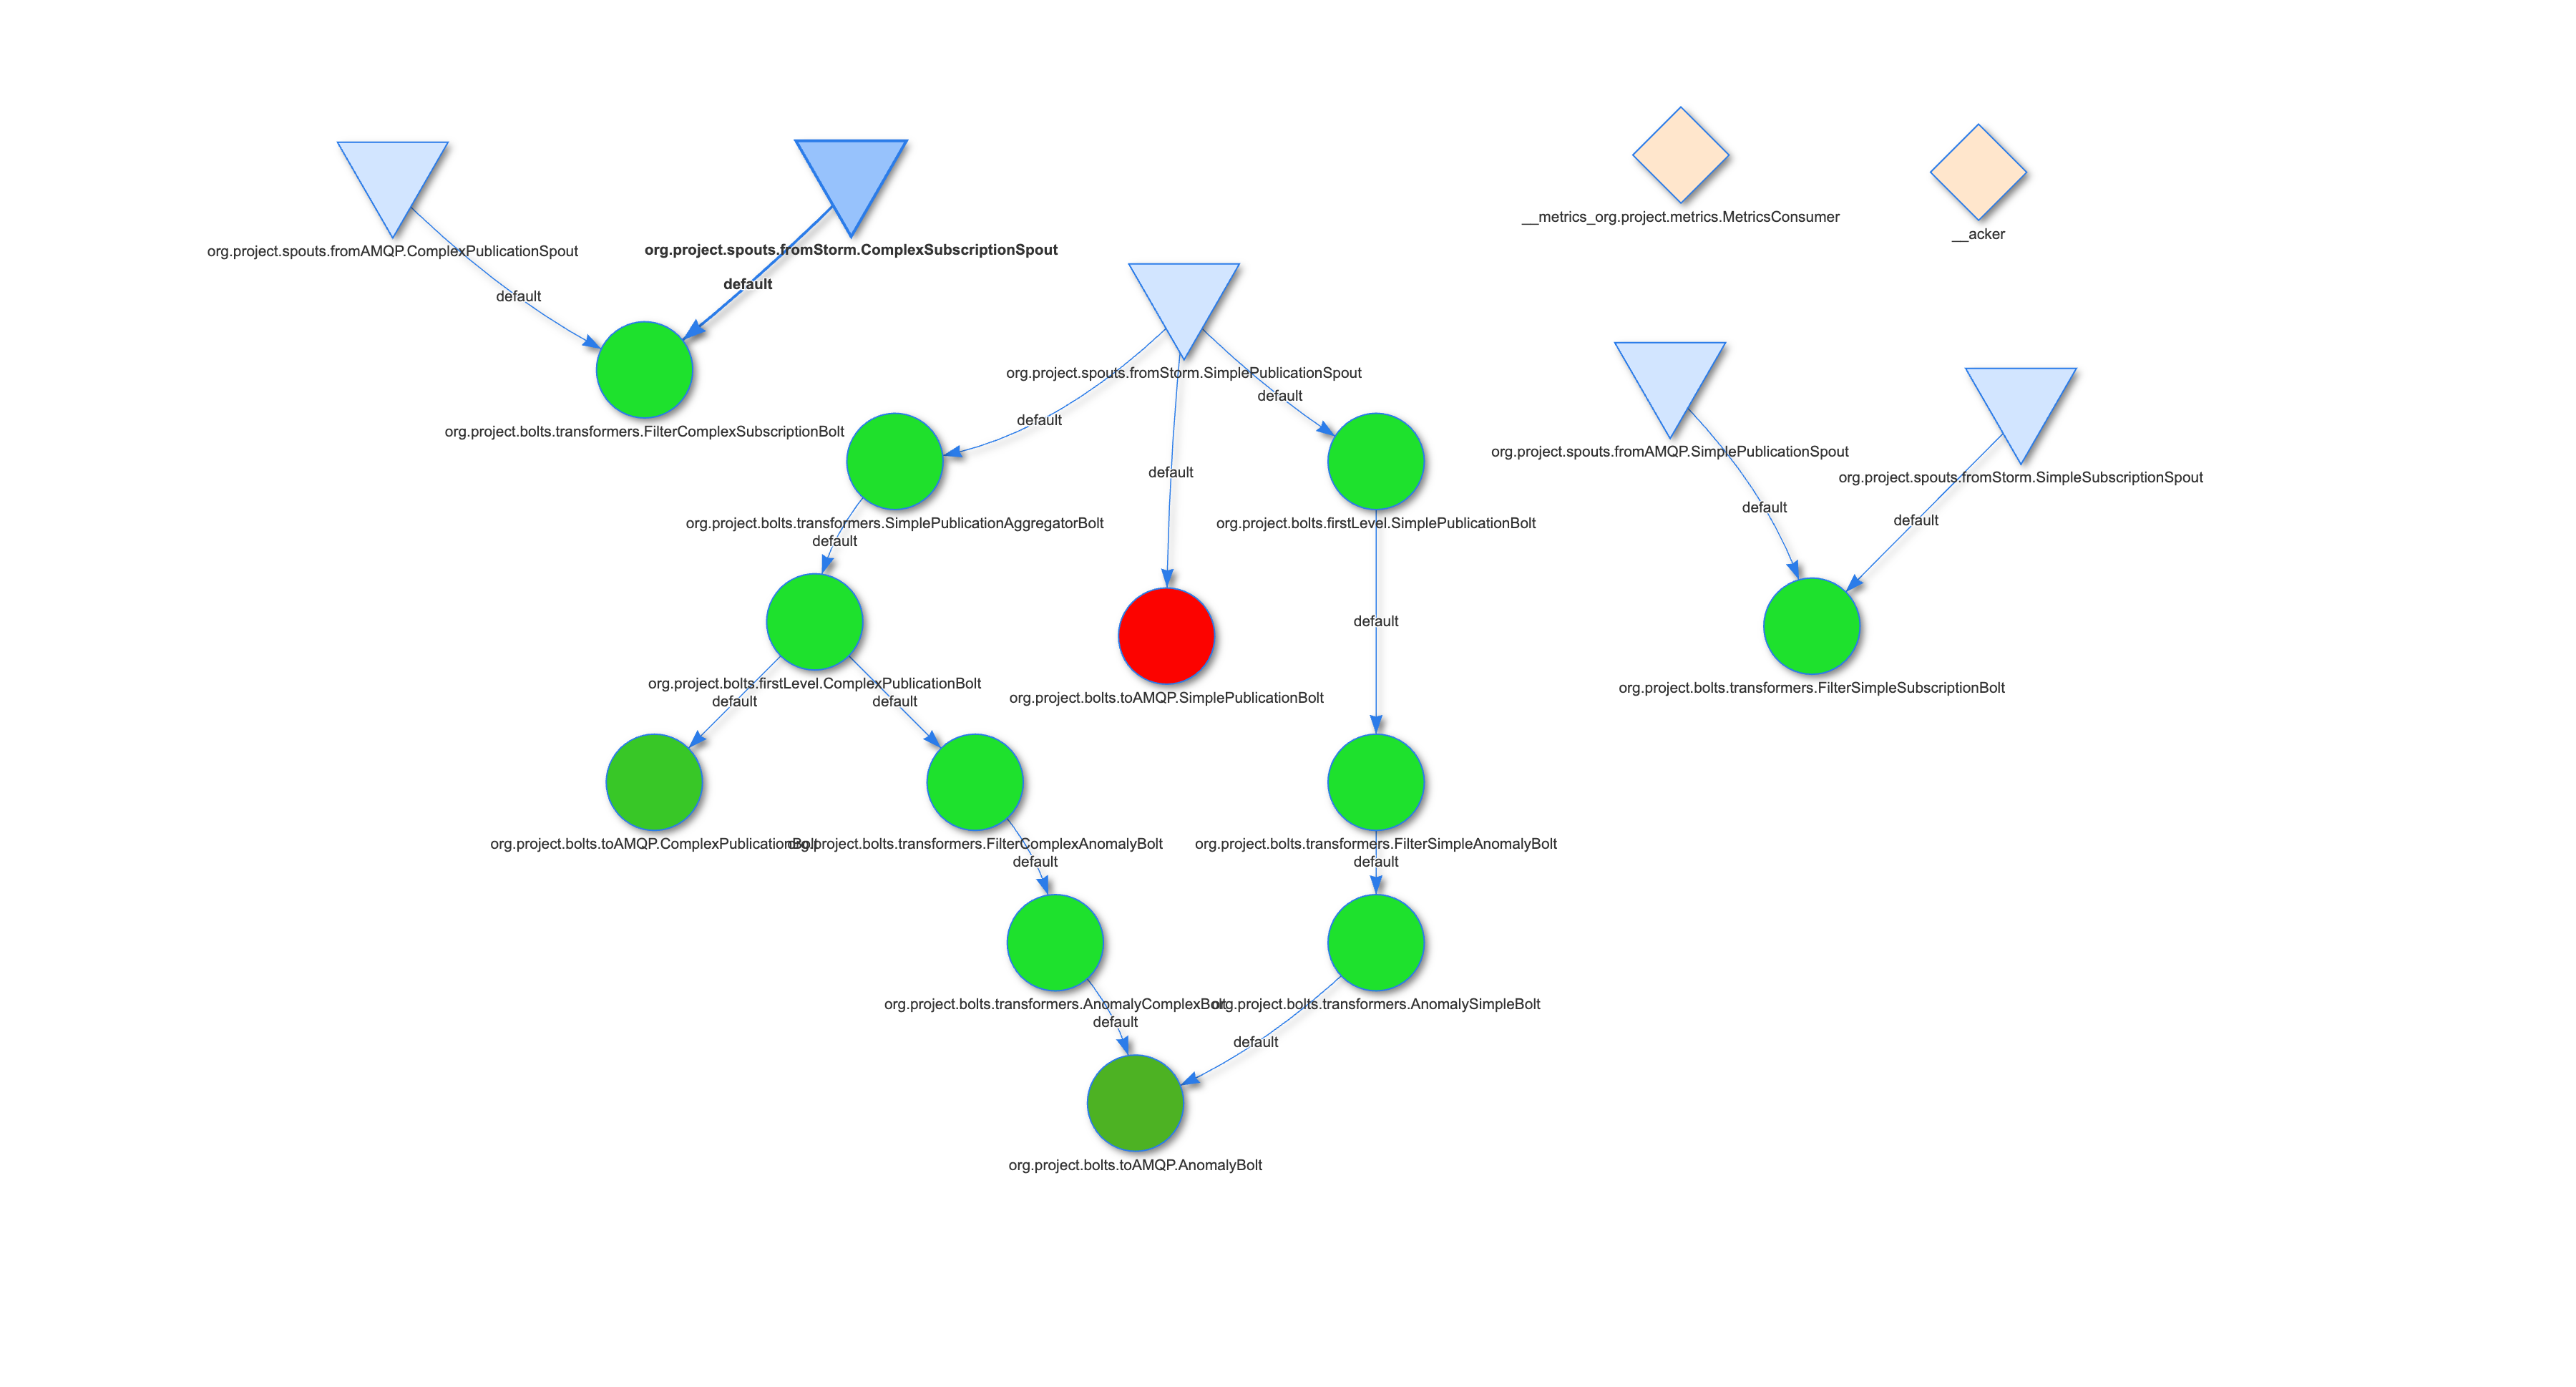 __metrics_org.project.metrics.MetricsConsumer
__acker
org.project.spouts.fromAMQP.ComplexPublicationSpout
org.project.spouts.fromStorm.ComplexSubscriptionSpout
default
default
org.project.spouts.fromStorm.SimplePublicationSpout
default
default
default
org.project.bolts.transformers.FilterComplexSubscriptionBolt
org.project.spouts.fromAMQP.SimplePublicationSpout
org.project.spouts.fromStorm.SimpleSubscriptionSpout
default
default
org.project.bolts.transformers.SimplePublicationAggregatorBolt
org.project.bolts.firstLevel.SimplePublicationBolt
default
default
org.project.bolts.firstLevel.ComplexPublicationBolt
default
default
org.project.bolts.toAMQP.SimplePublicationBolt
org.project.bolts.transformers.FilterSimpleSubscriptionBolt
org.project.bolts.toAMQP.ComplexPublicationBolt
org.project.bolts.transformers.FilterComplexAnomalyBolt
org.project.bolts.transformers.FilterSimpleAnomalyBolt
default
default
org.project.bolts.transformers.AnomalyComplexBolt
org.project.bolts.transformers.AnomalySimpleBolt
default
default
org.project.bolts.toAMQP.AnomalyBolt